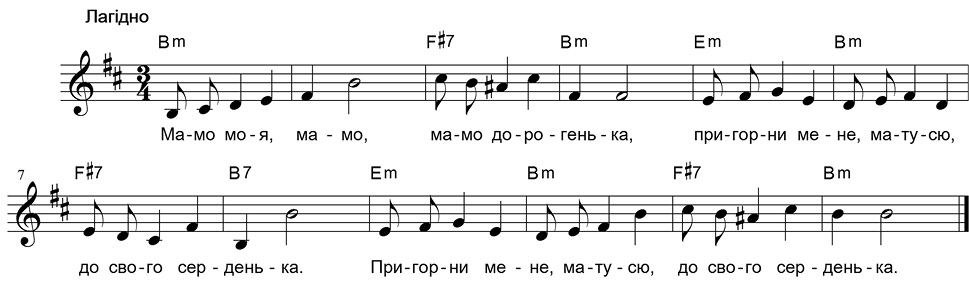 Лагідно
Bm F#7 Bm Em Bm
3/4
Ма-мо мо-я, ма-мо, ма-мо до-ро-гень-ка, при-гор-ни ме-не, ма-ту-сю,
7 F#7 B7 Em Bm F#7 Bm
до сво-го сер-день-ка. При-гор-ни ме-не, ма-ту-сю, до сво-го сер-день-ка.